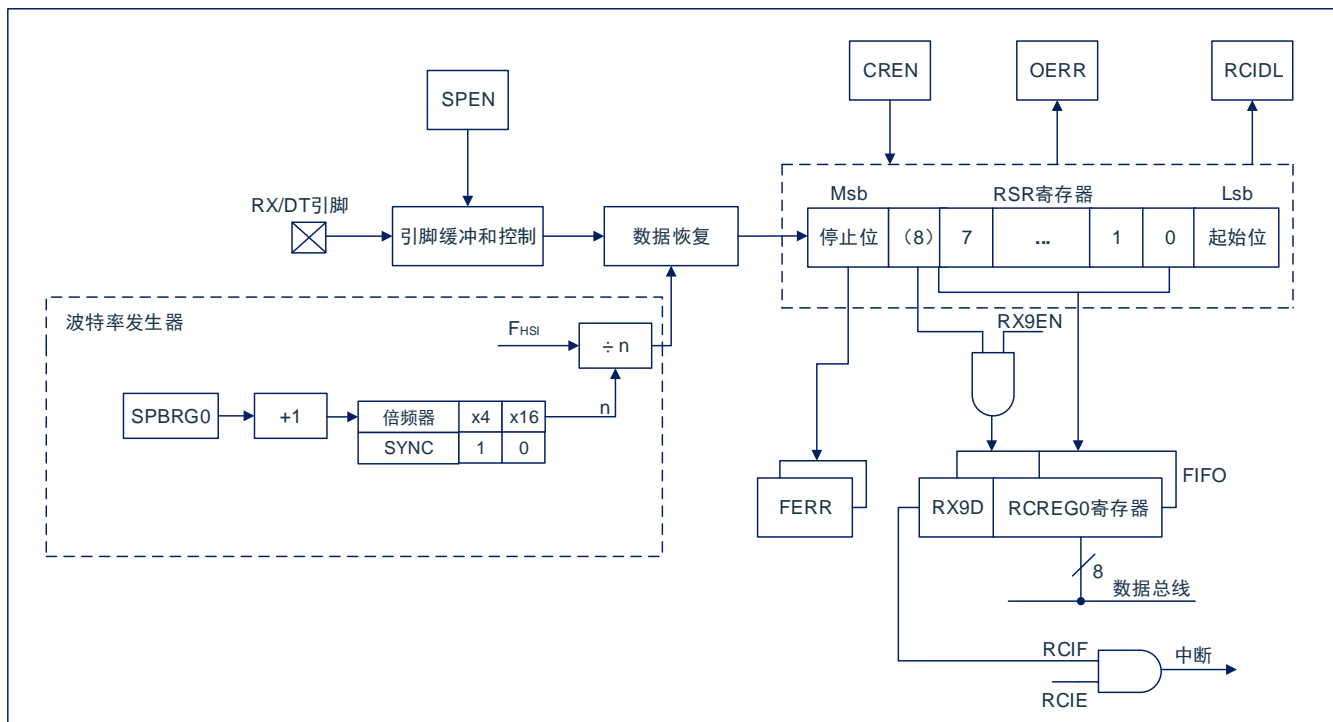 CREN
OERR
RCIDL
SPEN
Msb
RSR寄存器
Lsb
RX/DT引脚
引脚缓冲和控制
数据恢复
停止位
（8）
7
...
1
0
起始位
波特率发生器
FHSI
÷ n
RX9EN
SPBRG0
+1
倍频器
x4
x16
n
SYNC
1
0
FIFO
FERR
RX9D
RCREG0寄存器
8
数据总线
RCIF
中断
RCIE